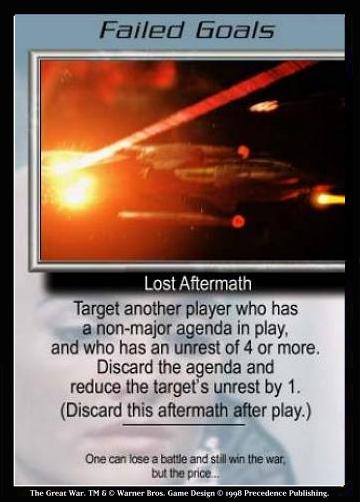 Failed Goals
Lost Aftermath
Target another player who has
a non-major agenda in play,
and who has an unrest of 4 or more.
Discard the agenda and
reduce the target's unrest by 1.
(Discard this aftermath after play.)
One can lose a battle and still win the war,
but the price...
The Great War. TM & © Warner Bros. Game Design © 1998 Precedence Publishing.